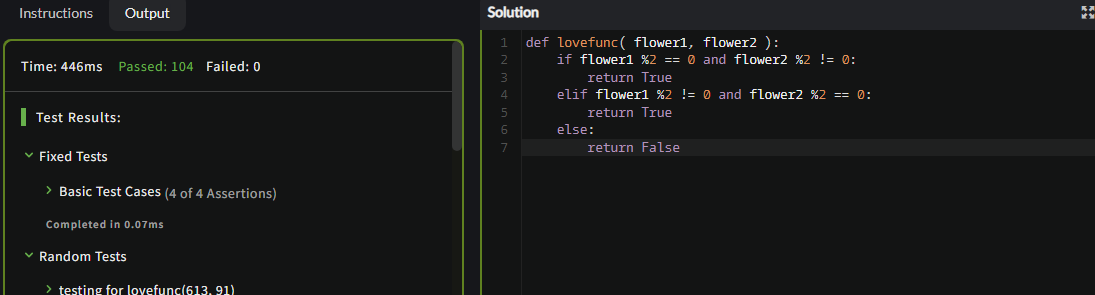 Instructions
Output
Time: 446ms Passed: 104 Failed: 0
Test Results:
Fixed Tests
Basic Test Cases (4 of 4 Assertions)
Completed in 0.07ms
Random Tests
testing for lovefunc(613, 91)
Solution
1 def lovefunc( flower1, flower2 ):
2     if flower1 %2 == 0 and flower2 %2 != 0:
3         return True
4     elif flower1 %2 != 0 and flower2 %2 == 0:
5         return True
6     else:
7         return False